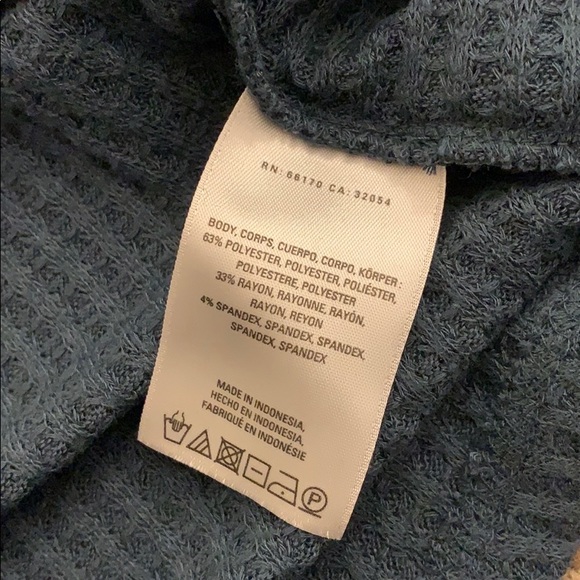 RN: 66170 CA: 32054
BODY, CORPS, CUERPO, CORPO, KÖRPER :
63% POLYESTER, POLYESTER, POLIÉSTER,
POLYESTERE, POLYESTER
33% RAYON, RAYONNE, RAYÓN,
RAYON, REYON
4% SPANDEX, SPANDEX, SPANDEX,
SPANDEX, SPANDEX
MADE IN INDONESIA,
HECHO EN INDONESIA,
FABRIQUÉ EN INDONÉSIE
P